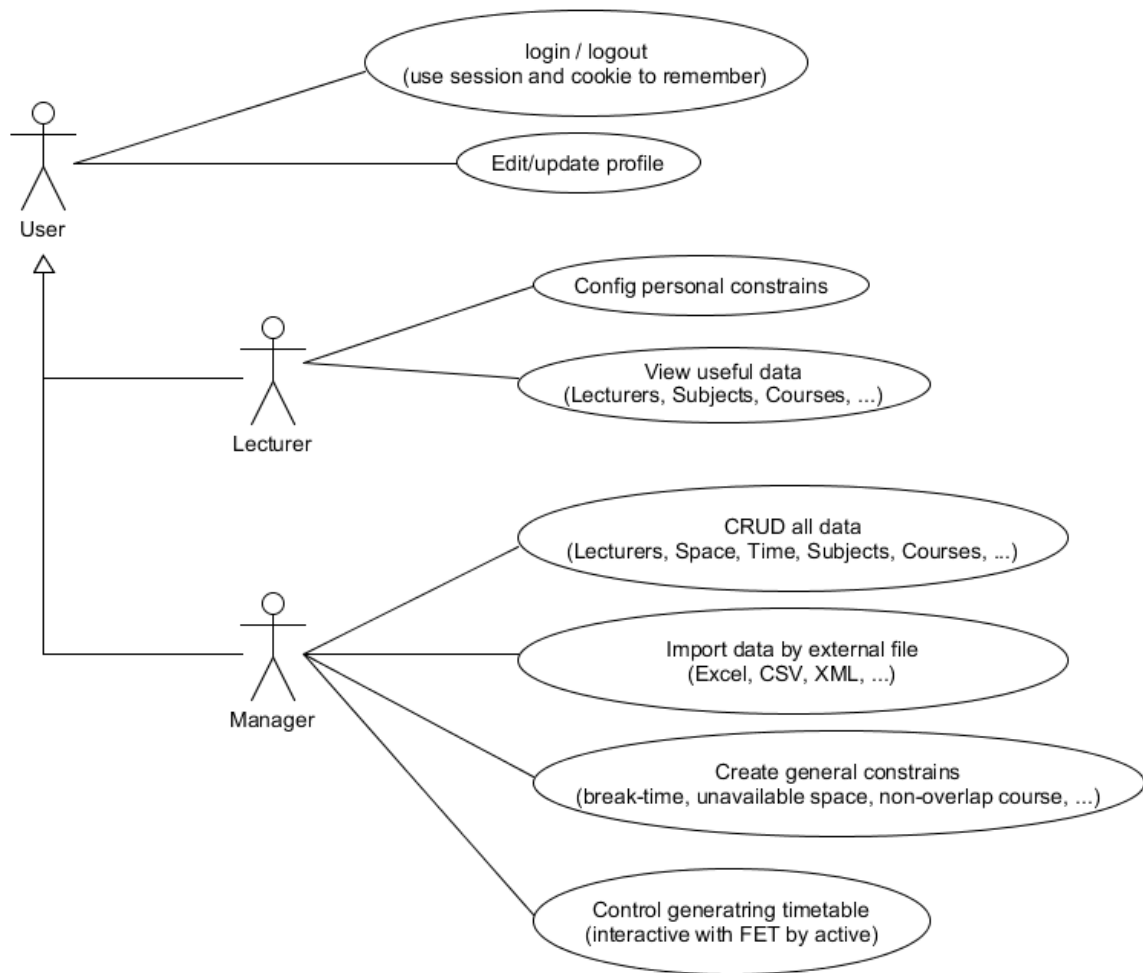 login / logout
(use session and cookie to remember)
Edit/update profile
User
Config personal constrains
View useful data
(Lecturers, Subjects, Courses, ...)
Lecturer
CRUD all data
(Lecturers, Space, Time, Subjects, Courses, ...)
Import data by external file
(Excel, CSV, XML, ...)
Manager
Create general constrains
(break-time, unavailable space, non-overlap course, ...)
Control generatring timetable
(interactive with FET by active)